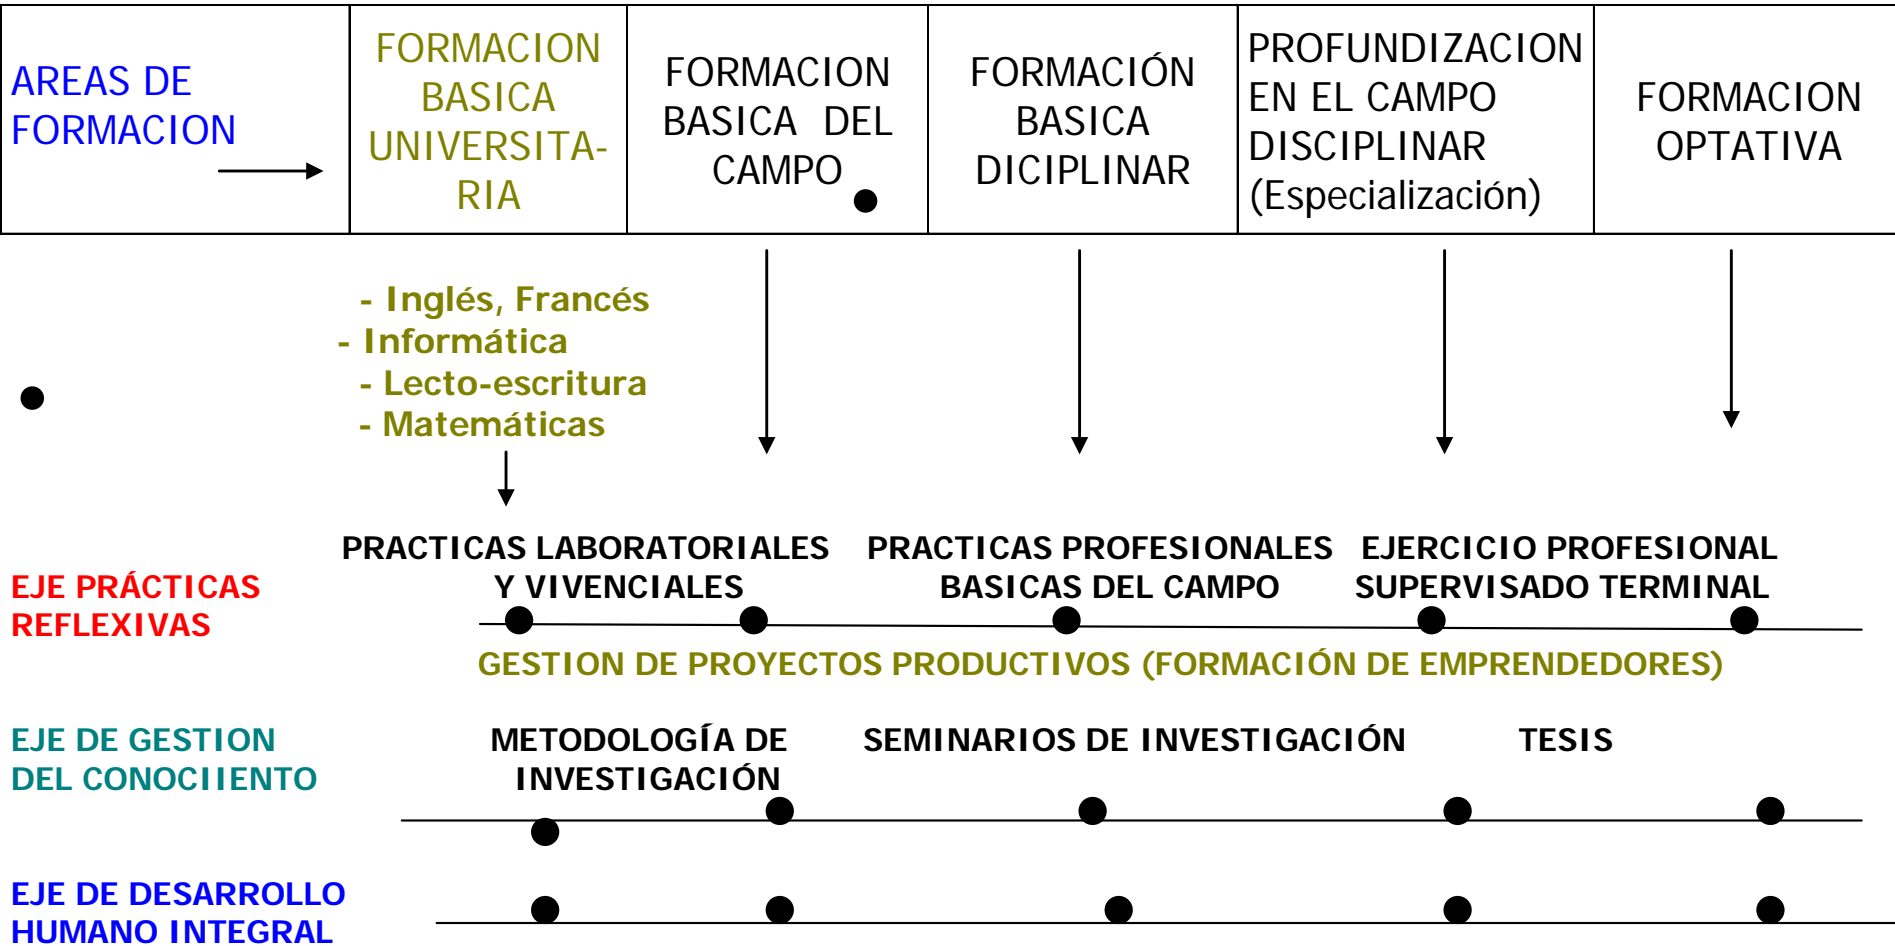 AREAS DE
FORMACION
FORMACION
BASICA
UNIVERSITA-
RIA
FORMACION
BASICA DEL
CAMPO
FORMACIÓN
BASICA
DICIPLINAR
PROFUNDIZACION
EN EL CAMPO
DISCIPLINAR
(Especialización)
FORMACION
OPTATIVA
- Inglés, Francés
- Informática
- Lecto-escritura
- Matemáticas
EJE PRÁCTICAS
REFLEXIVAS
PRACTICAS LABORATORIALES
Y VIVENCIALES
PRACTICAS PROFESIONALES
BASICAS DEL CAMPO
EJERCICIO PROFESIONAL
SUPERVISADO TERMINAL
GESTION DE PROYECTOS PRODUCTIVOS (FORMACIÓN DE EMPRENDEDORES)
EJE DE GESTION
DEL CONOCIIENTO
METODOLOGÍA DE
INVESTIGACIÓN
SEMINARIOS DE INVESTIGACIÓN
TESIS
EJE DE DESARROLLO
HUMANO INTEGRAL